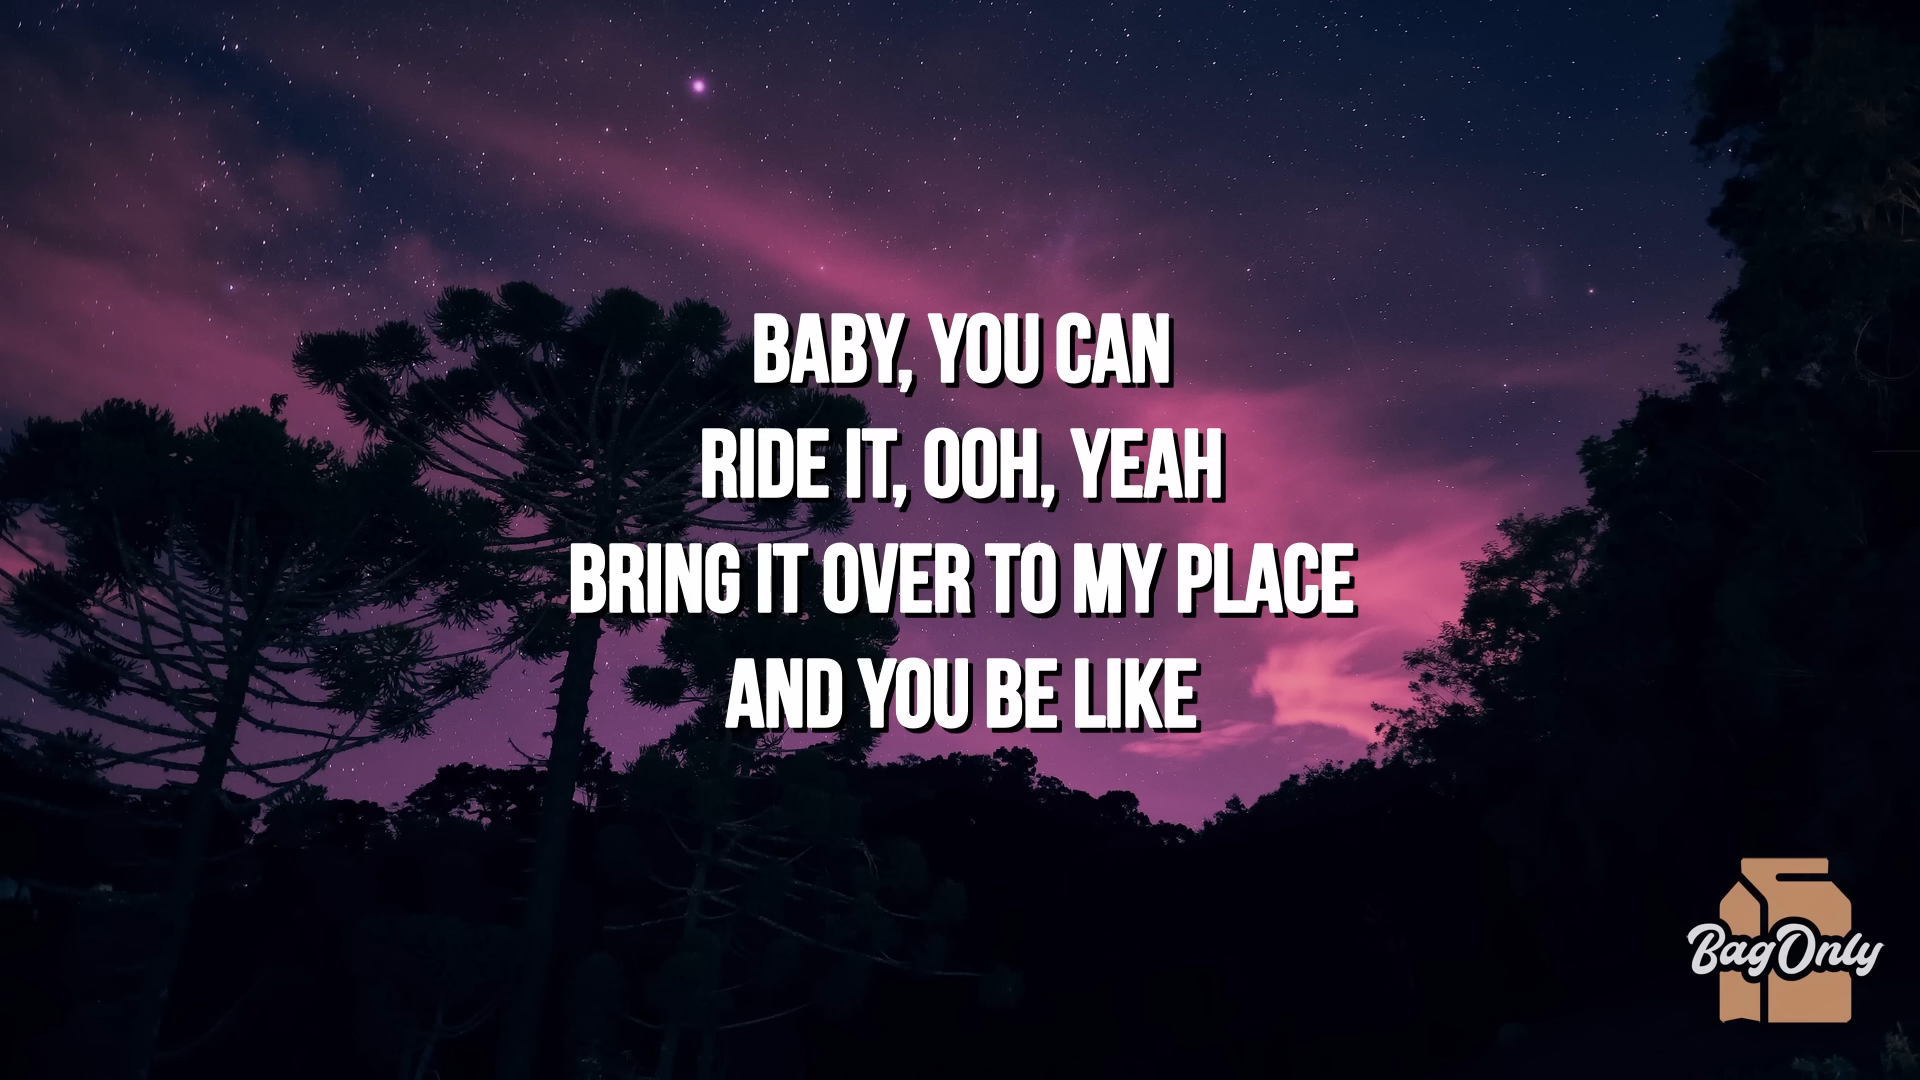 BABY, YOU CAN
RIDE IT, OOH, YEAH
BRING IT OVER TO MY PLACE
AND YOU BE LIKE
BagOnly